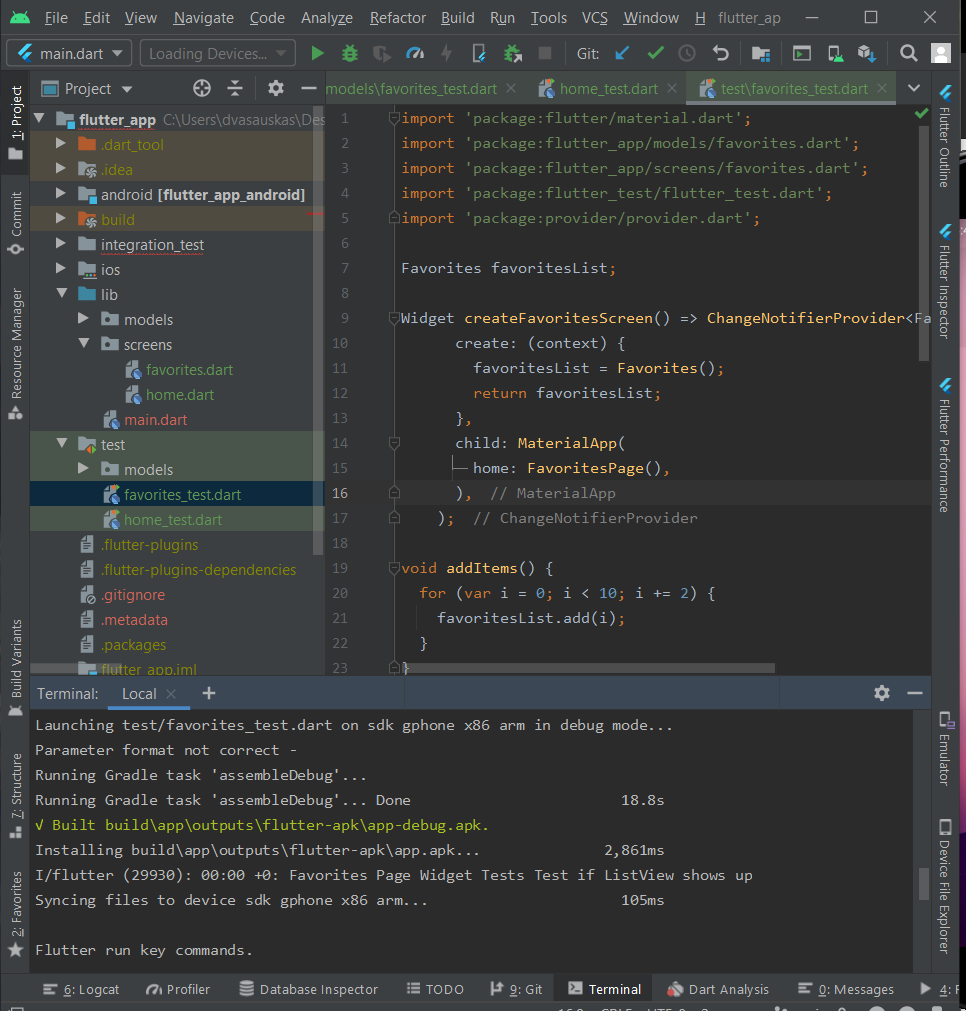 File Edit View Navigate Code Analyze Refactor Build Run Tools VCS Window H flutter_ap
main.dart Loading Devices... Git:
Project
models\favorites_test.dart home_test.dart test\favorites_test.dart
1: Project
Commit
Resource Manager
Build Variants
7: Structure
2: Favorites
flutter_app C:\Users\dvasauskas\Des
.dart_tool
.idea
android [flutter_app_android]
build
integration_test
ios
lib
models
screens
favorites.dart
home.dart
main.dart
test
models
favorites_test.dart
home_test.dart
.flutter-plugins
.flutter-plugins-dependencies
.gitignore
.metadata
.packages
flutter_app.iml
1 import 'package:flutter/material.dart';
2 import 'package:flutter_app/models/favorites.dart';
3 import 'package:flutter_app/screens/favorites.dart';
4 import 'package:flutter_test/flutter_test.dart';
5 import 'package:provider/provider.dart';
6
7 Favorites favoritesList;
8
9 Widget createFavoritesScreen() => ChangeNotifierProvider<Fa
10 create: (context) {
11 favoritesList = Favorites();
12 return favoritesList;
13 },
14 child: MaterialApp(
15 home: FavoritesPage(),
16 ), // MaterialApp
17 ); // ChangeNotifierProvider
18
19 void addItems() {
20 for (var i = 0; i < 10; i += 2) {
21 favoritesList.add(i);
22 }
23 }
Flutter Outline
Flutter Inspector
Flutter Performance
Emulator
Device File Explorer
Terminal: Local
Launching test/favorites_test.dart on sdk gphone x86 arm in debug mode...
Parameter format not correct -
Running Gradle task 'assembleDebug'...
Running Gradle task 'assembleDebug'... Done 18.8s
√ Built build\app\outputs\flutter-apk\app-debug.apk.
Installing build\app\outputs\flutter-apk\app.apk... 2,861ms
I/flutter (29930): 00:00 +0: Favorites Page Widget Tests Test if ListView shows up
Syncing files to device sdk gphone x86 arm... 105ms
Flutter run key commands.
6: Logcat Profiler Database Inspector TODO 9: Git Terminal Dart Analysis 0: Messages 4: